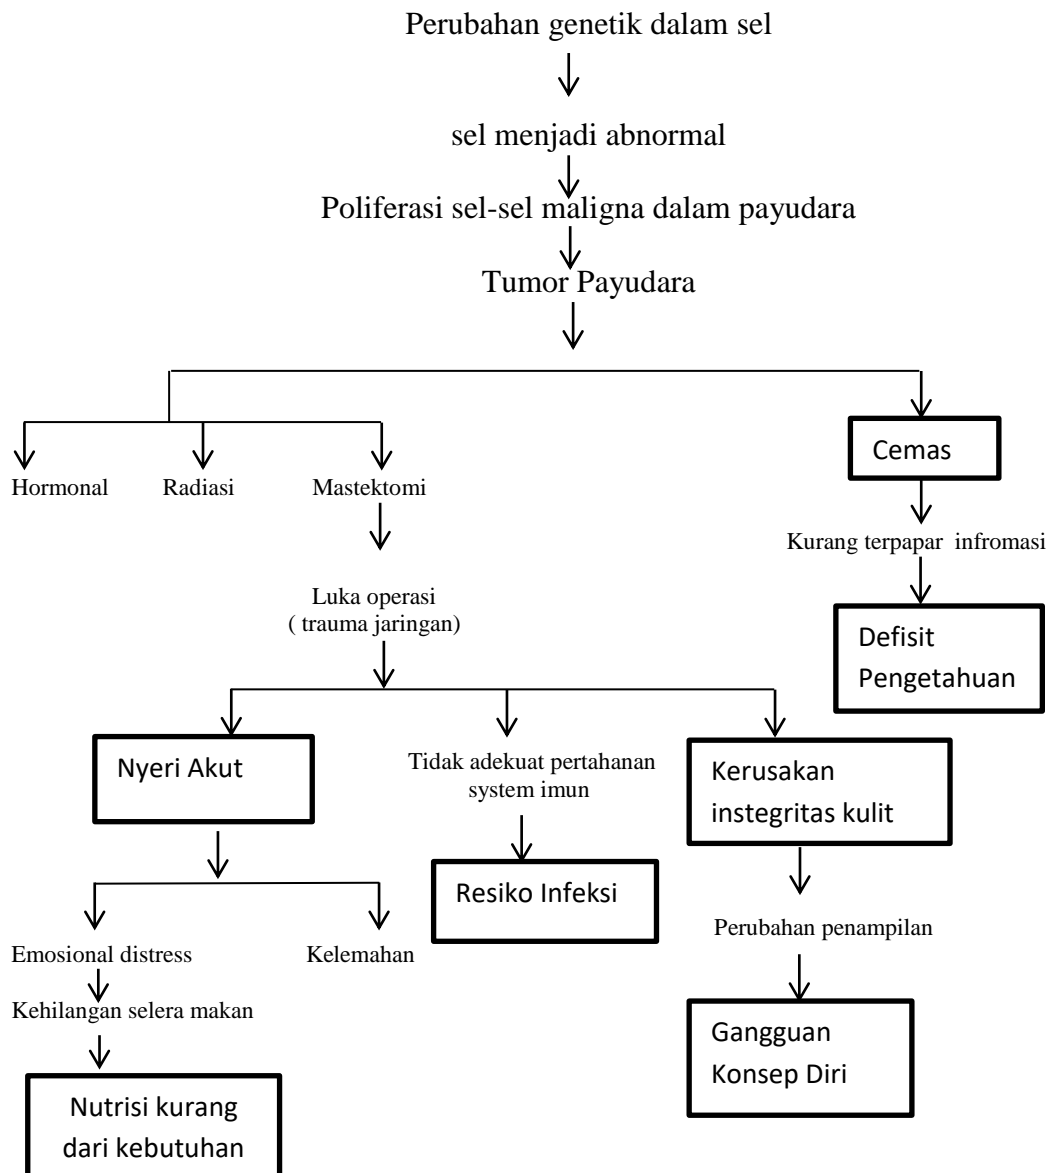 Perubahan genetik dalam sel
sel menjadi abnormal
Poliferasi sel-sel maligna dalam payudara
Tumor Payudara
Cemas
Hormonal
Radiasi
Mastektomi
Kurang terpapar infromasi
Luka operasi
( trauma jaringan)
Defisit
Pengetahuan
Nyeri Akut
Tidak adekuat pertahanan
system imun
Kerusakan
instegritas kulit
Resiko Infeksi
Perubahan penampilan
Emosional distress
Kelemahan
Kehilangan selera makan
Gangguan
Konsep Diri
Nutrisi kurang
dari kebutuhan